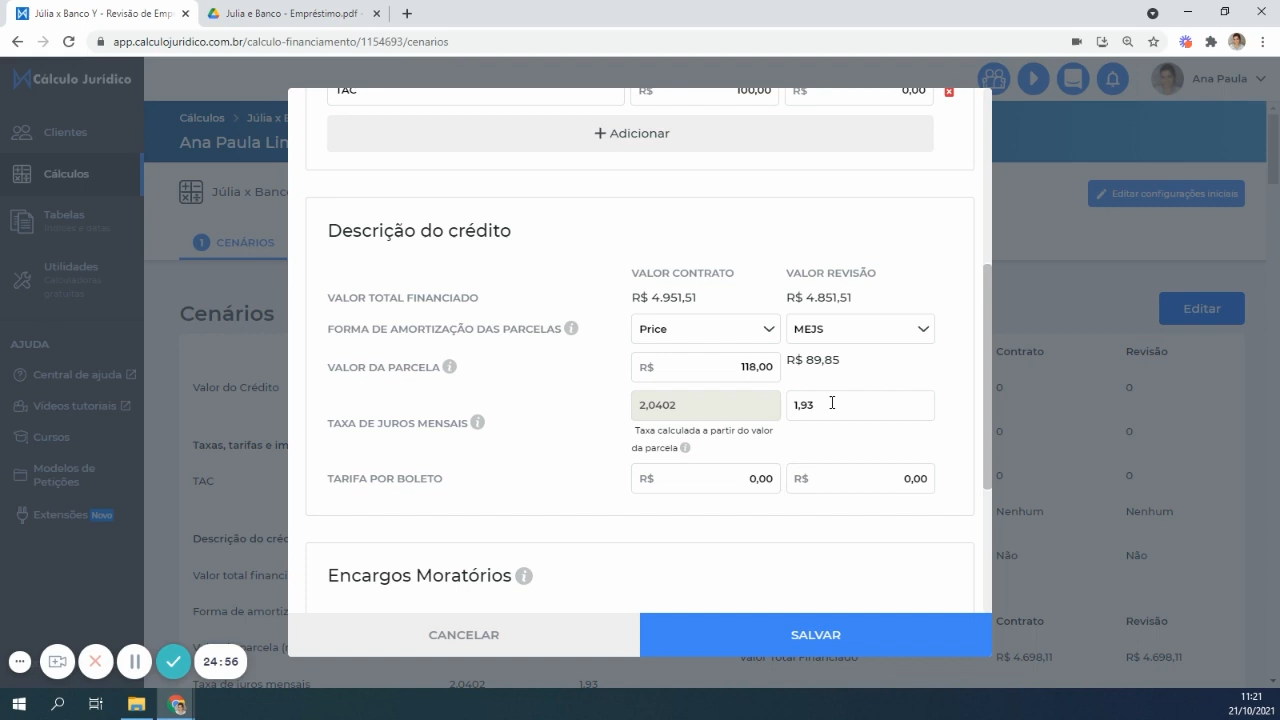 Júlia x Banco Y - Revisão de Emp
Julia e Banco - Empréstimo.pdf -
app.calculojuridico.com.br/calculo-financiamento/1154693/cenarios
Cálculo Jurídico
Ana Paula
Clientes
Cálculos
Tabelas
Índices e datas
Utilidades
Calculadoras
gratuitas
AJUDA
Central de ajuda
Vídeos tutoriais
Cursos
Modelos de
Petições
Extensões Novo
Cálculos > Júlia x B
Ana Paula Lin
Júlia x Banco
Editar configurações iniciais
1 CENÁRIOS
Cenários
Editar
Contrato Revisão
Valor do Crédito
0 0
0 0
Taxas, tarifas e im
TAC
0 0
Nenhum Nenhum
Descrição do créd
Não Não
Valor total financi
Forma de amortiz
Contrato Revisão
Valor Total Financiado R$ 4.698,11 R$ 4.698,11
Taxa de juros mensais 2,0402 1,93
TAC R$ 100,00 R$ 0,00
+ Adicionar
Descrição do crédito
VALOR CONTRATO VALOR REVISÃO
VALOR TOTAL FINANCIADO R$ 4.951,51 R$ 4.851,51
FORMA DE AMORTIZAÇÃO DAS PARCELAS Price MEJS
VALOR DA PARCELA R$ 118,00 R$ 89,85
TAXA DE JUROS MENSAIS 2,0402 1,93
Taxa calculada a partir do valor
da parcela
TARIFA POR BOLETO R$ 0,00 R$ 0,00
Encargos Moratórios
CANCELAR SALVAR
24:56
11:21
21/10/2021